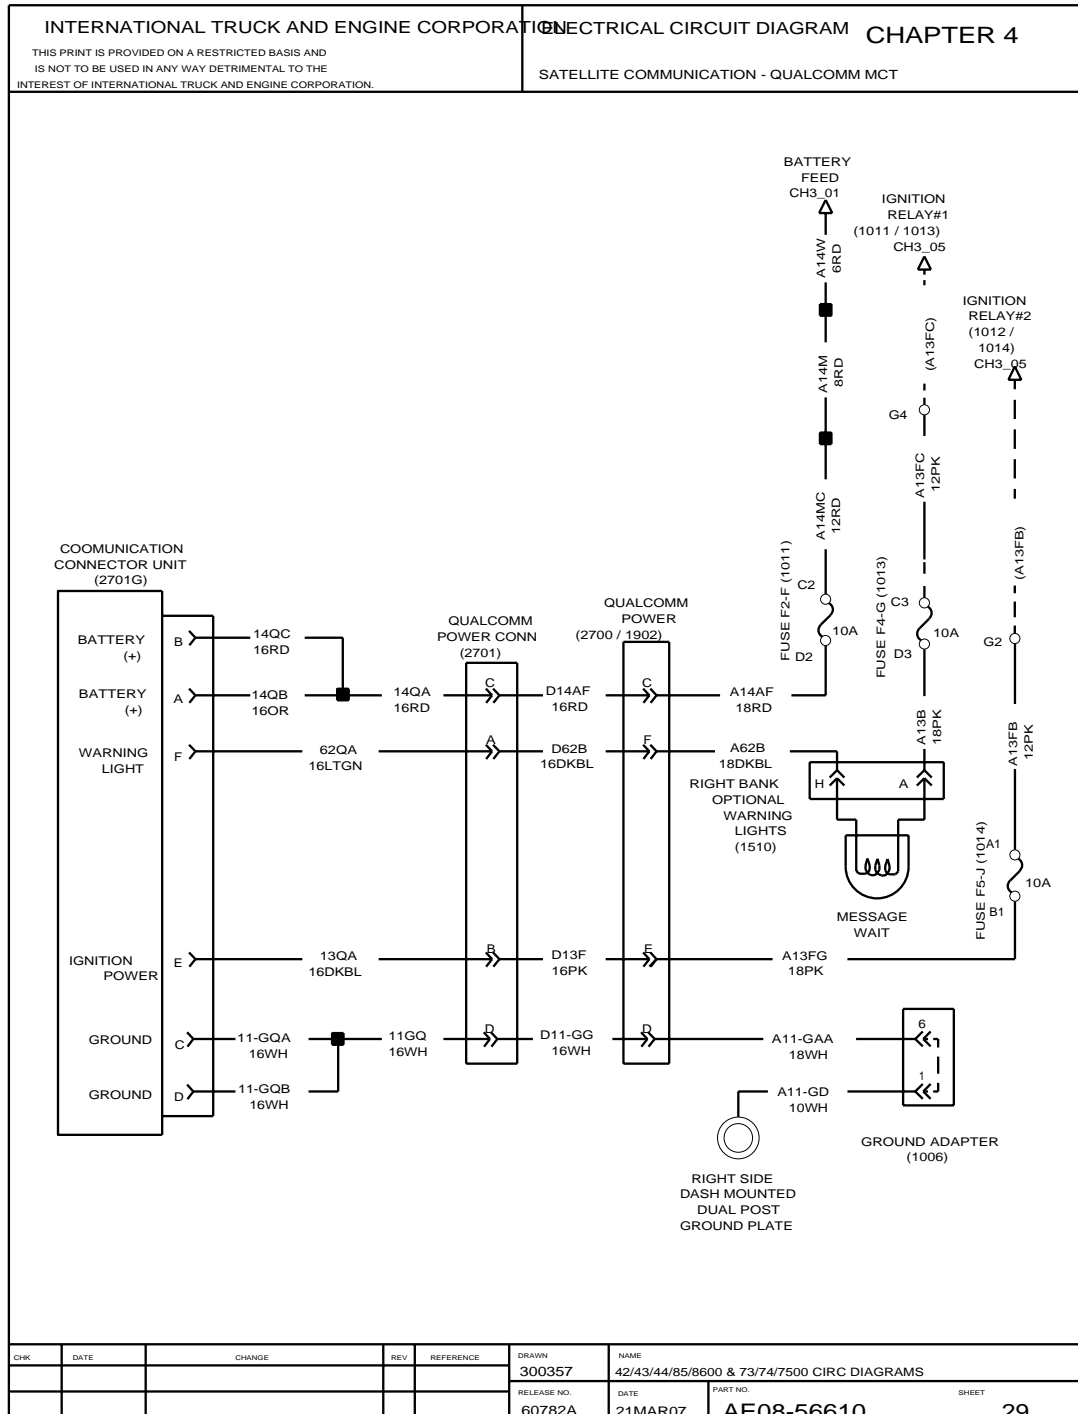 INTERNATIONAL TRUCK AND ENGINE CORPORATION
THIS PRINT IS PROVIDED ON A RESTRICTED BASIS AND
IS NOT TO BE USED IN ANY WAY DETRIMENTAL TO THE
INTEREST OF INTERNATIONAL TRUCK AND ENGINE CORPORATION.
ELECTRICAL CIRCUIT DIAGRAM
CHAPTER 4
SATELLITE COMMUNICATION - QUALCOMM MCT
BATTERY
FEED
CH3_01
IGNITION
RELAY#1
(1011 / 1013)
CH3_05
IGNITION
RELAY#2
(1012 /
1014)
CH3_05
A14W
6RD
A14M
8RD
A14MC
12RD
(A13FC)
G4
A13FC
12PK
(A13FB)
G2
A13FB
12PK
FUSE F2-F (1011)
C2
10A
D2
FUSE F4-G (1013)
C3
10A
D3
A13B
18PK
FUSE F5-J (1014)
A1
10A
B1
COOMUNICATION
CONNECTOR UNIT
(2701G)
QUALCOMM
POWER CONN
(2701)
QUALCOMM
POWER
(2700 / 1902)
BATTERY
(+)
B
14QC
16RD
BATTERY
(+)
A
14QB
16OR
14QA
16RD
C
D14AF
16RD
C
A14AF
18RD
WARNING
LIGHT
F
62QA
16LTGN
A
D62B
16DKBL
F
A62B
18DKBL
RIGHT BANK
OPTIONAL
WARNING
LIGHTS
(1510)
H
A
MESSAGE
WAIT
IGNITION
POWER
E
13QA
16DKBL
B
D13F
16PK
E
A13FG
18PK
GROUND
C
11-GQA
16WH
11GQ
16WH
D
D11-GG
16WH
D
A11-GAA
18WH
6
GROUND
D
11-GQB
16WH
A11-GD
10WH
1
GROUND ADAPTER
(1006)
RIGHT SIDE
DASH MOUNTED
DUAL POST
GROUND PLATE
CHK
DATE
CHANGE
REV
REFERENCE
DRAWN
300357
NAME
42/43/44/85/8600 & 73/74/7500 CIRC DIAGRAMS
RELEASE NO.
60782A
DATE
21MAR07
PART NO.
AE08-56610
SHEET
29